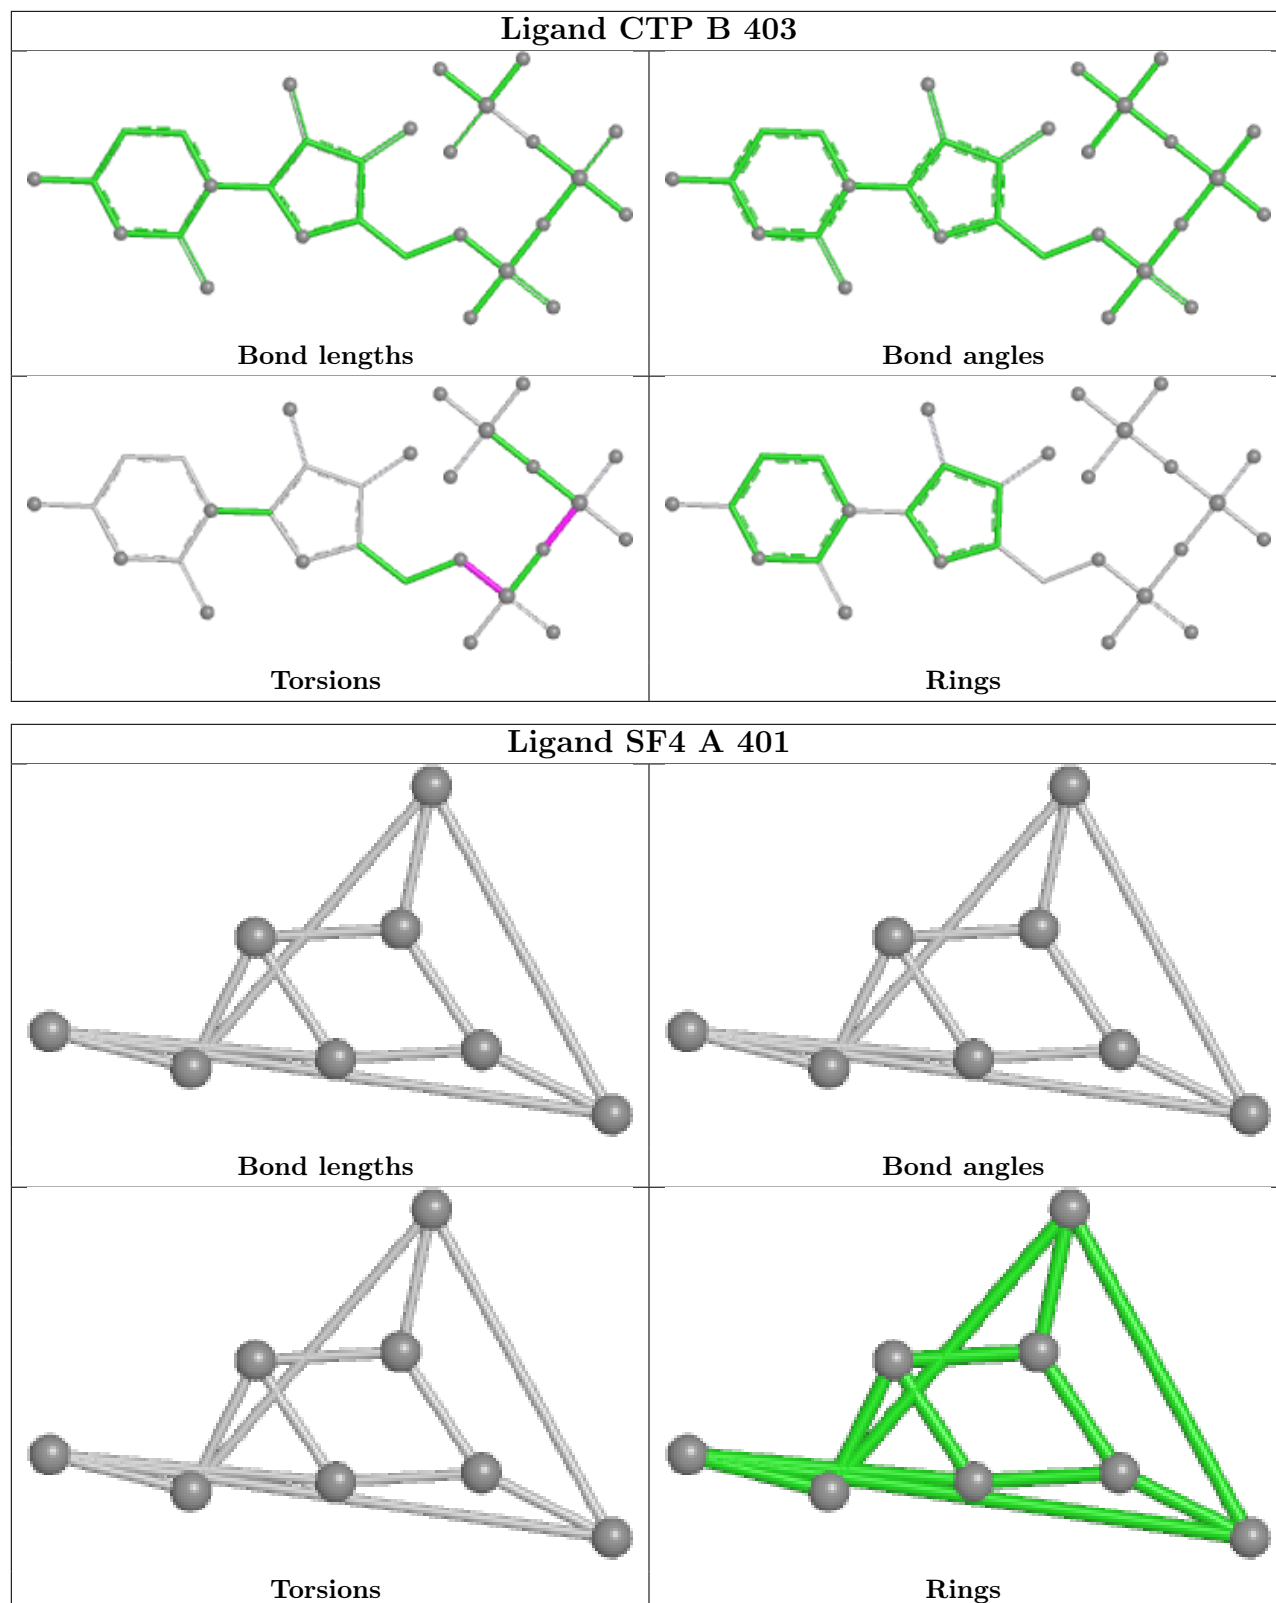 Ligand CTP B 403
Bond lengths
Bond angles
Torsions
Rings
Ligand SF4 A 401
Bond lengths
Bond angles
Torsions
Rings